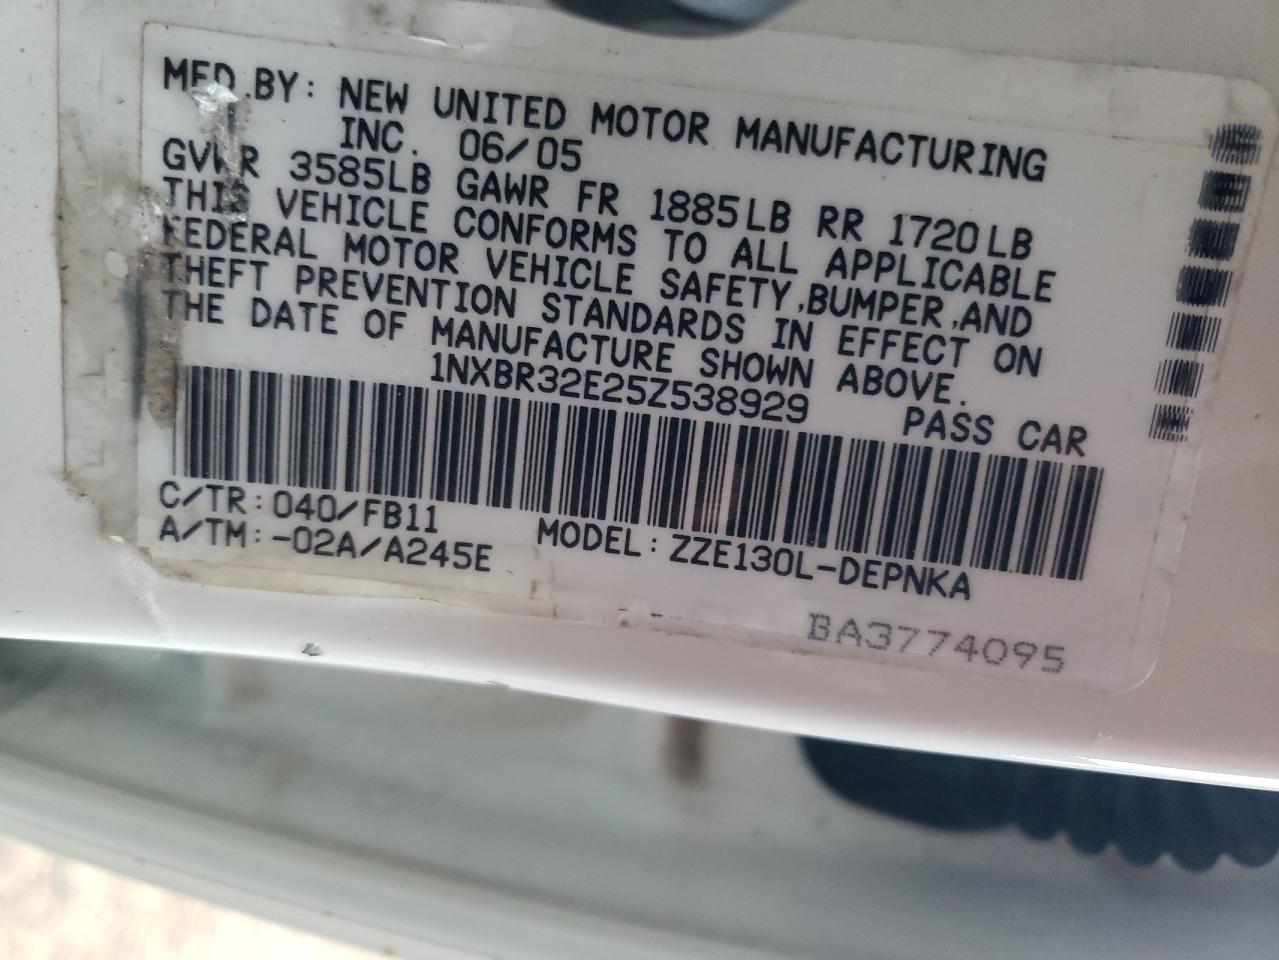 MFD.BY: NEW UNITED MOTOR MANUFACTURING
INC. 06/05
GVWR 3585LB GAWR FR 1885LB RR 1720LB
THIS VEHICLE CONFORMS TO ALL APPLICABLE
FEDERAL MOTOR VEHICLE SAFETY,BUMPER,AND
THEFT PREVENTION STANDARDS IN EFFECT ON
THE DATE OF MANUFACTURE SHOWN ABOVE.
1NXBR32E25Z538929 PASS CAR
C/TR:040/FB11
A/TM:-02A/A245E
MODEL:ZZE130L-DEPNKA
BA3774095